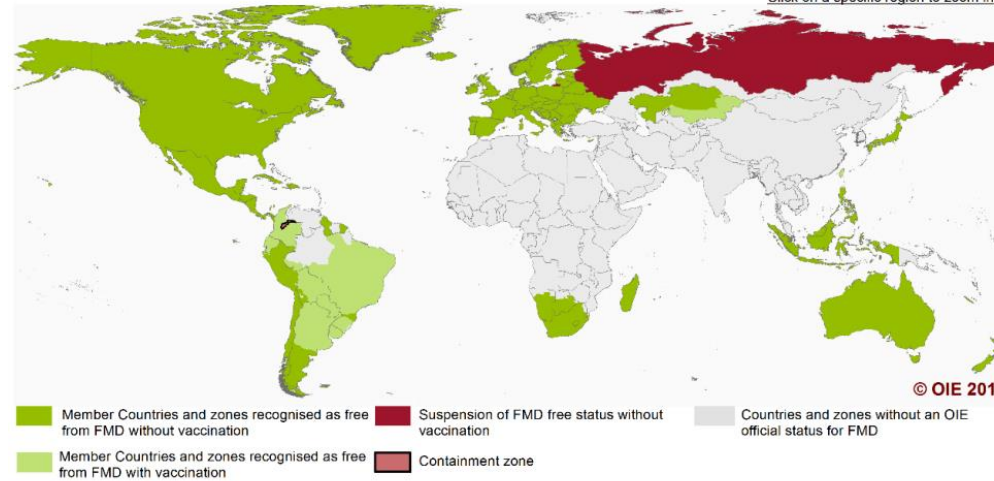 © OIE 201
Member Countries and zones recognised as free
from FMD without vaccination
Suspension of FMD free status without
vaccination
Countries and zones without an OIE
official status for FMD
Member Countries and zones recognised as free
from FMD with vaccination
Containment zone